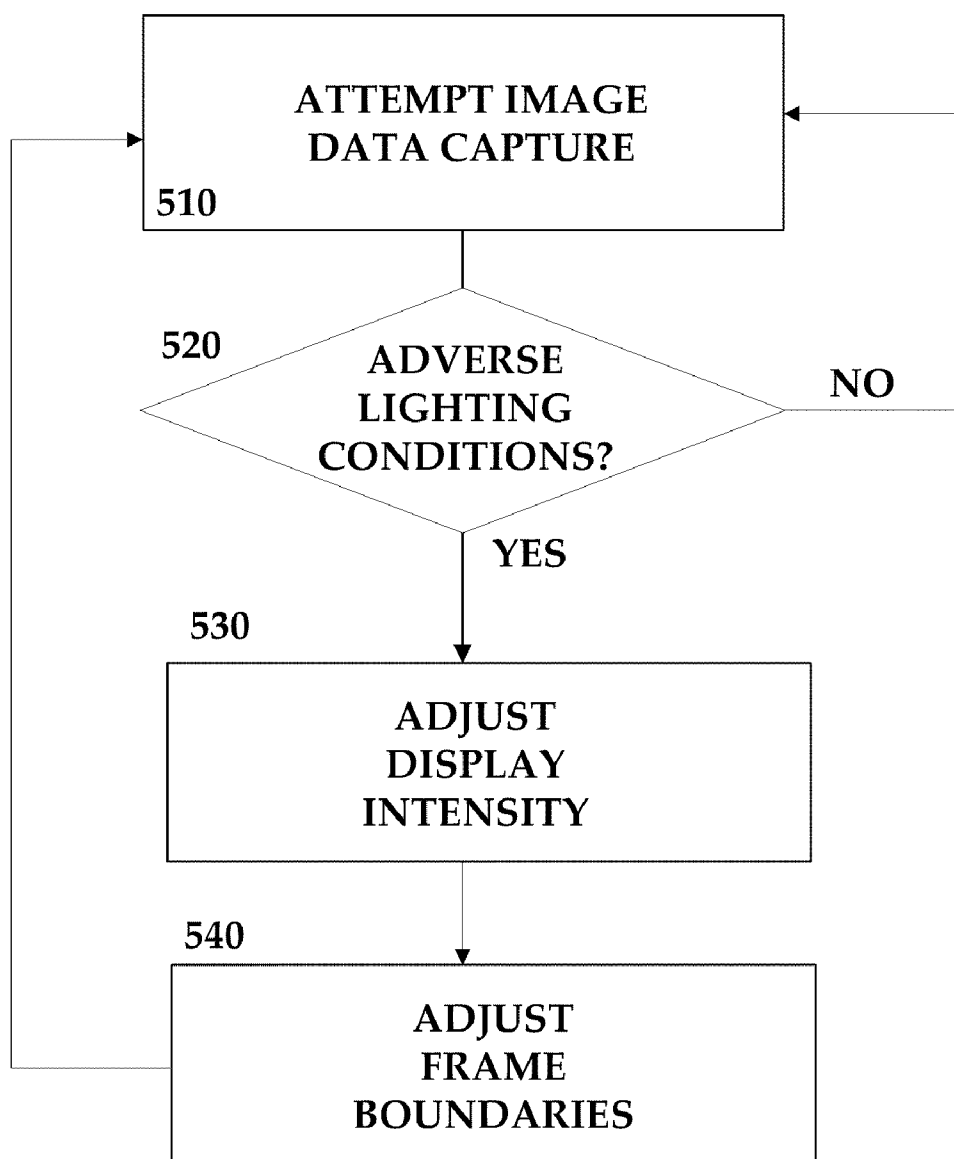 ATTEMPT IMAGE
DATA CAPTURE
510
520
ADVERSE
LIGHTING
CONDITIONS?
NO
YES
530
ADJUST
DISPLAY
INTENSITY
540
ADJUST
FRAME
BOUNDARIES